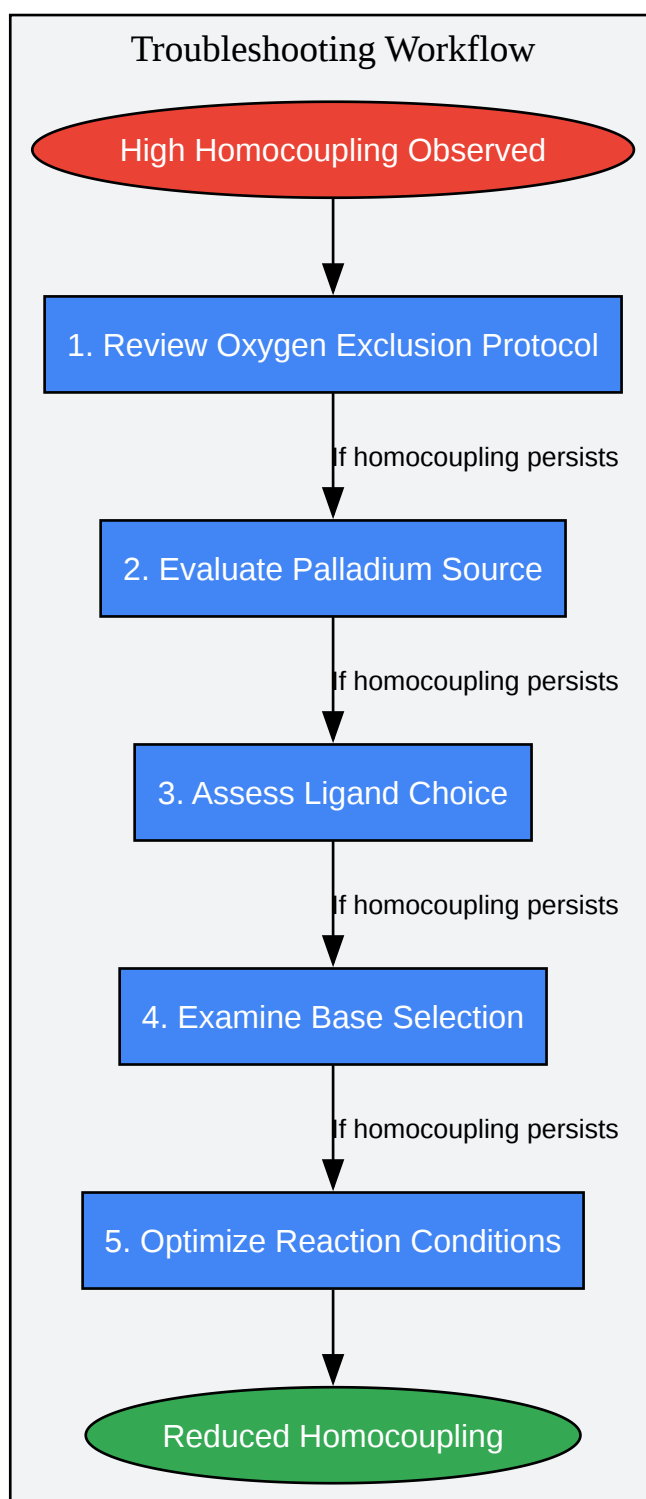 Troubleshooting Workflow
High Homocoupling Observed
1. Review Oxygen Exclusion Protocol
If homocoupling persists
2. Evaluate Palladium Source
If homocoupling persists
3. Assess Ligand Choice
If homocoupling persists
4. Examine Base Selection
If homocoupling persists
5. Optimize Reaction Conditions
Reduced Homocoupling